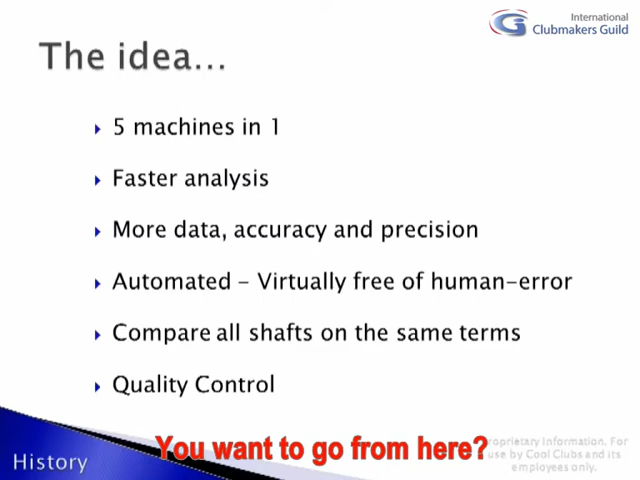 International
Clubmakers Guild
The idea...
5 machines in 1
Faster analysis
More data, accuracy and precision
Automated – Virtually free of human-error
Compare all shafts on the same terms
Quality Control
You want to go from here?
History
Proprietary Information. For
use by Cool Clubs and its
employees only.